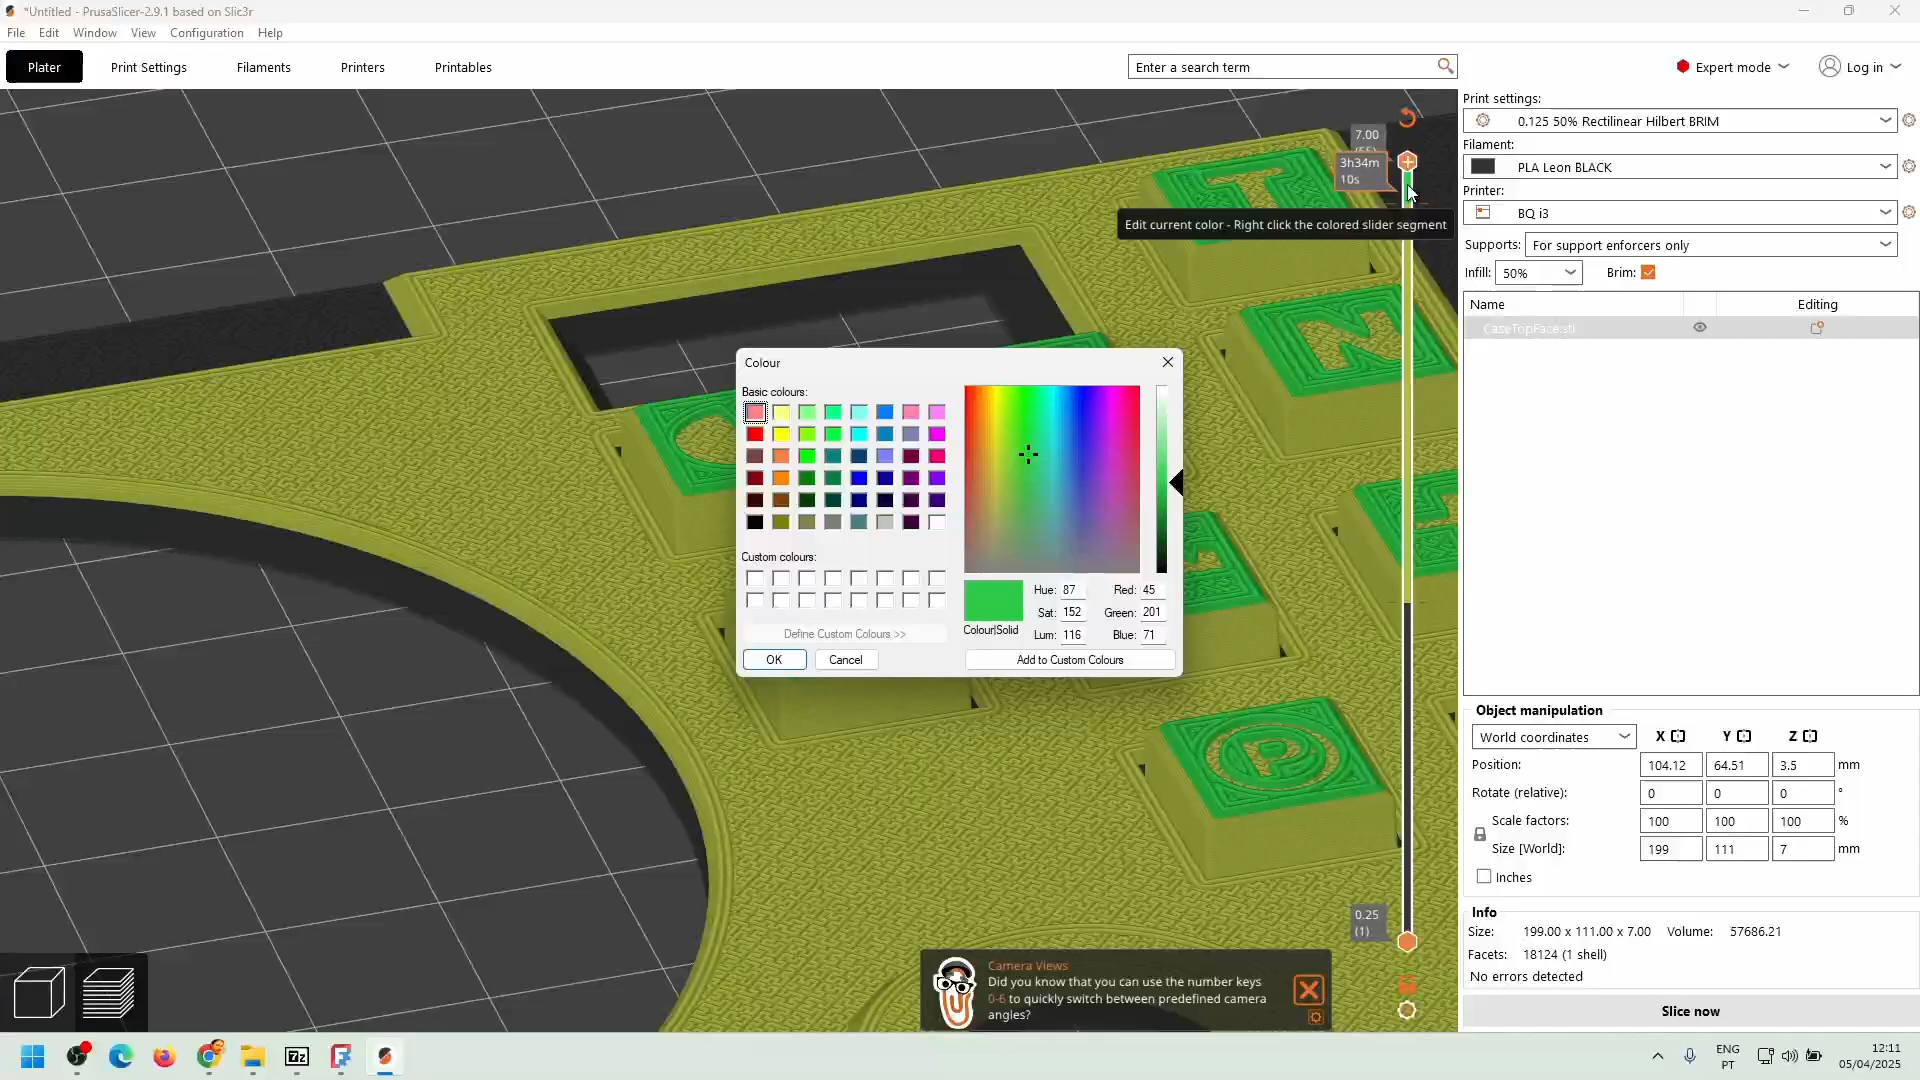 *Untitled - PrusaSlicer-2.9.1 based on Slic3r
File Edit Window View Configuration Help
Plater Print Settings Filaments Printers Printables
Enter a search term
Expert mode
Log in
7.00
3h34m
10s
Edit current color - Right click the colored slider segment
T
N
P
0.25
(1)
Colour
Basic colours:
Custom colours:
Define Custom Colours >>
OK Cancel
Hue: 87 Red: 45
Sat: 152 Green: 201
Colour|Solid
Lum: 116 Blue: 71
Add to Custom Colours
Camera Views
Did you know that you can use the number keys
0-6 to quickly switch between predefined camera
angles?
Print settings:
0.125 50% Rectilinear Hilbert BRIM
Filament:
PLA Leon BLACK
Printer:
BQ i3
Supports: For support enforcers only
Infill: 50% Brim:
Name Editing
CaseTopFace.stl
Object manipulation
World coordinates X Y Z
Position: 104.12 64.51 3.5 mm
Rotate (relative): 0 0 0 °
Scale factors: 100 100 100 %
Size [World]: 199 111 7 mm
Inches
Info
Size: 199.00 x 111.00 x 7.00 Volume: 57686.21
Facets: 18124 (1 shell)
No errors detected
Slice now
7z
ENG
PT
12:11
05/04/2025